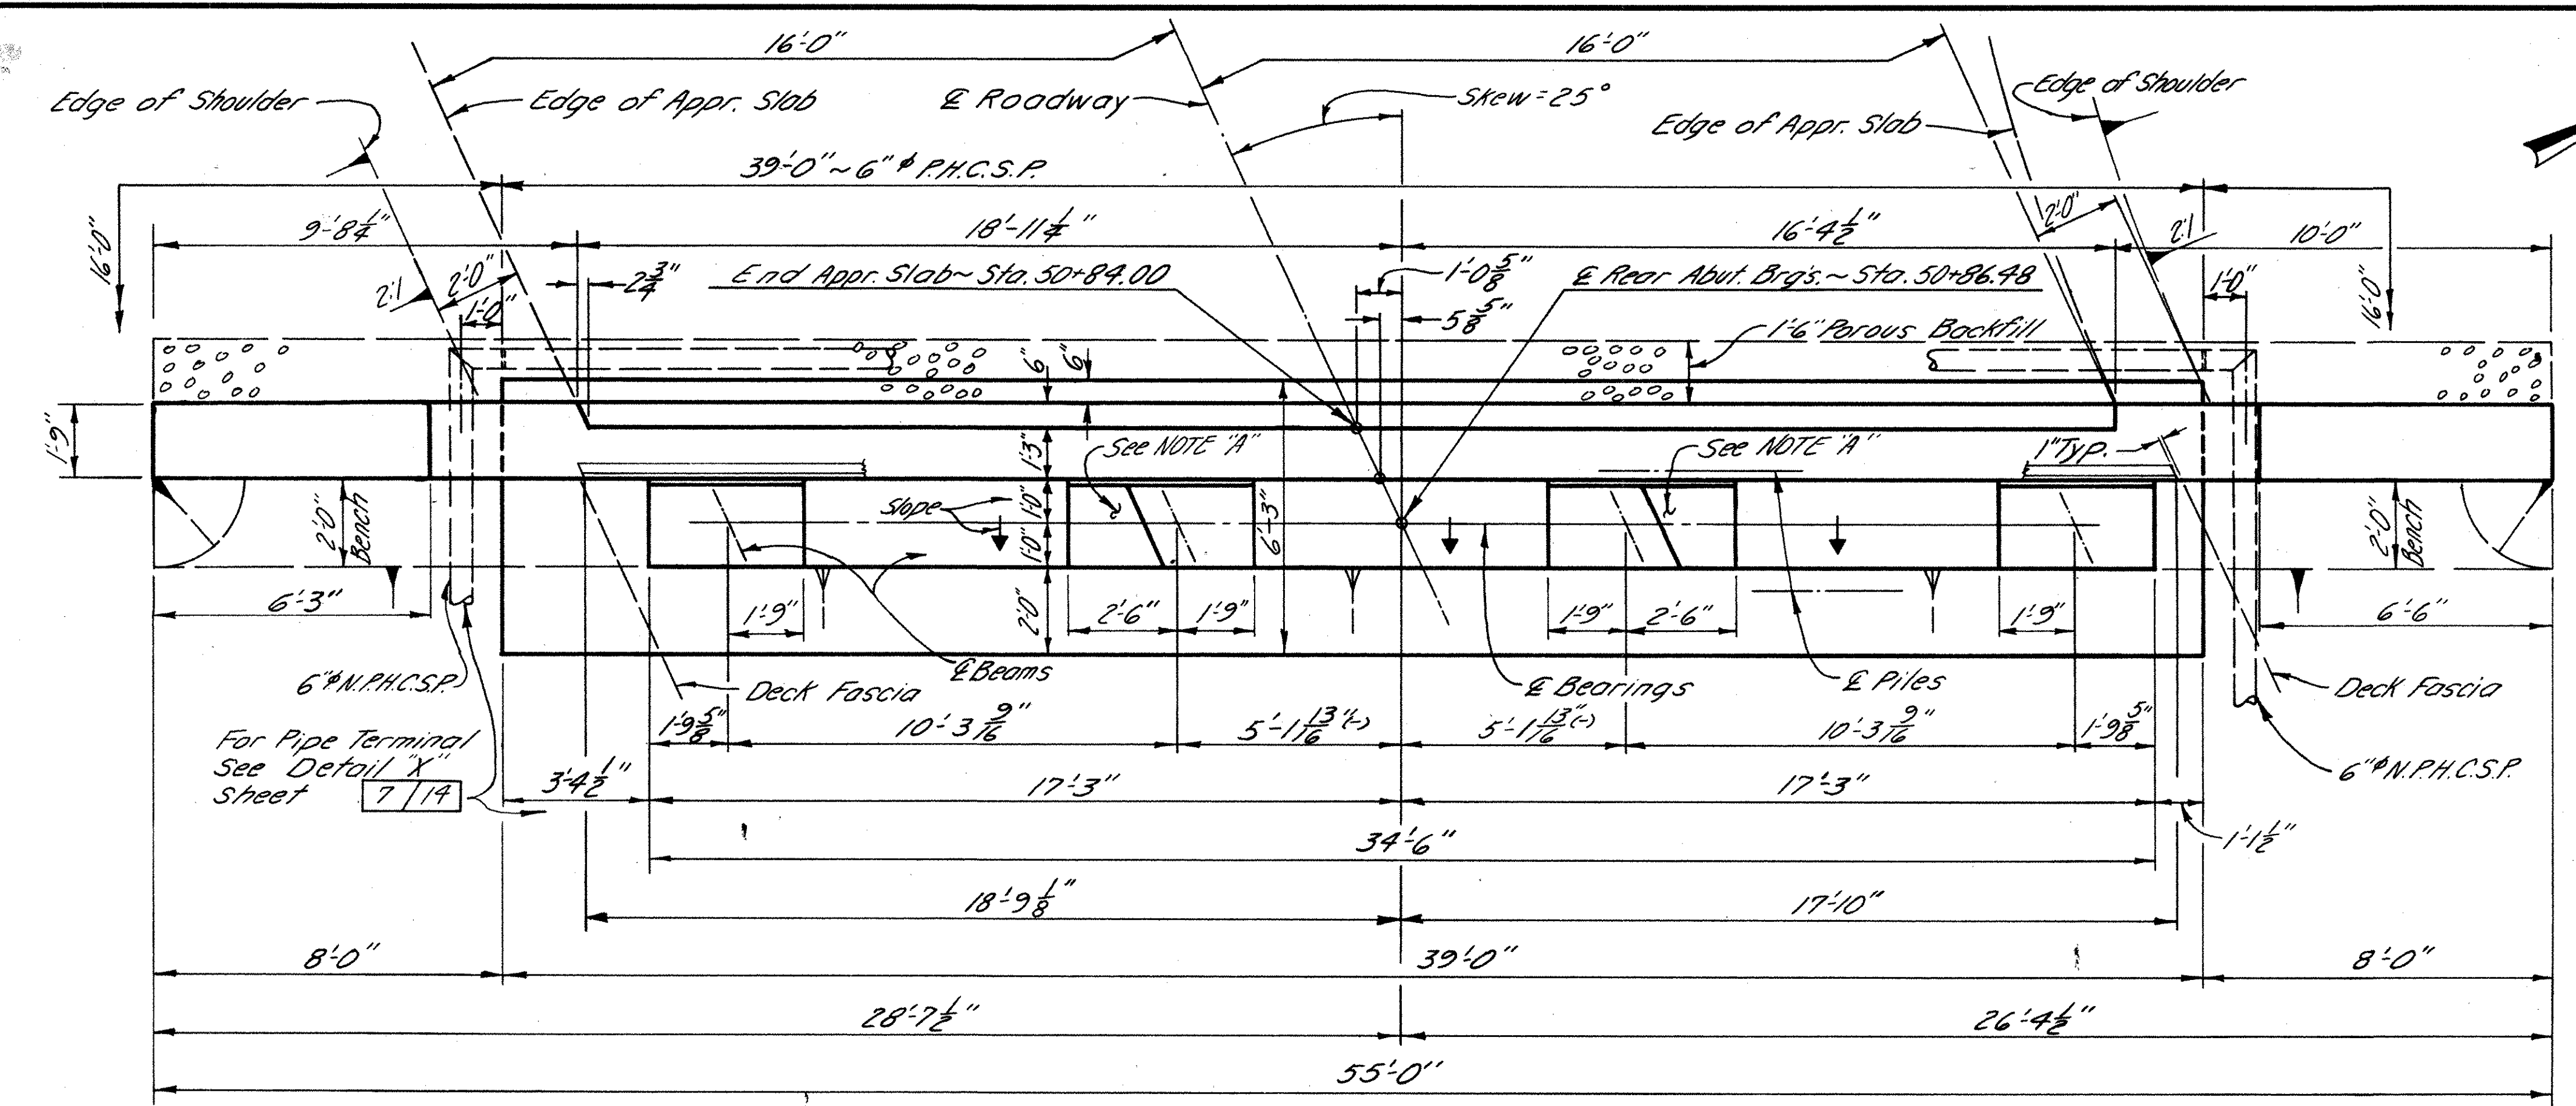 16'-0"
16'-0"
Edge of Shoulder
Edge of Appr. Slab
℄ Roadway
Skew = 25°
Edge of Appr. Slab
Edge of Shoulder
39'-0" ~ 6" ⌀ P.H.C.S.P.
16'-0"
9'-8 1/4"
18'-11 1/4"
16'-4 1/2"
2'-0"
2:1
10'-0"
16'-0"
2:1
2'-0"
1'-0"
2 3/4"
End Appr. Slab ~ Sta. 50+84.00
1'-0 5/8"
5 5/8"
℄ Rear Abut. Brg's. ~ Sta. 50+86.48
1'-0"
1'-6" Porous Backfill
6"
6"
1'-9"
1'-3"
See NOTE "A"
See NOTE "A"
1" Typ.
2'-0"
Bench
Slope
1'-0"
1'-0"
6'-3"
2'-0"
Bench
6'-3"
1'-9"
2'-0"
2'-6"
1'-9"
1'-9"
2'-6"
1'-9"
6'-6"
6" ⌀ N.P.H.C.S.P.
Deck Fascia
℄ Beams
℄ Bearings
℄ Piles
Deck Fascia
For Pipe Terminal
See Detail "X"
Sheet 7/14
1'-9 5/8"
10'-3 9/16"
5'-1 13/16" (-)
5'-1 13/16" (-)
10'-3 9/16"
1'-9 5/8"
6" ⌀ N.P.H.C.S.P.
3'-4 1/2"
17'-3"
17'-3"
1'-1 1/2"
34'-6"
18'-9 1/8"
17'-10"
8'-0"
39'-0"
8'-0"
28'-7 1/2"
26'-4 1/2"
55'-0"